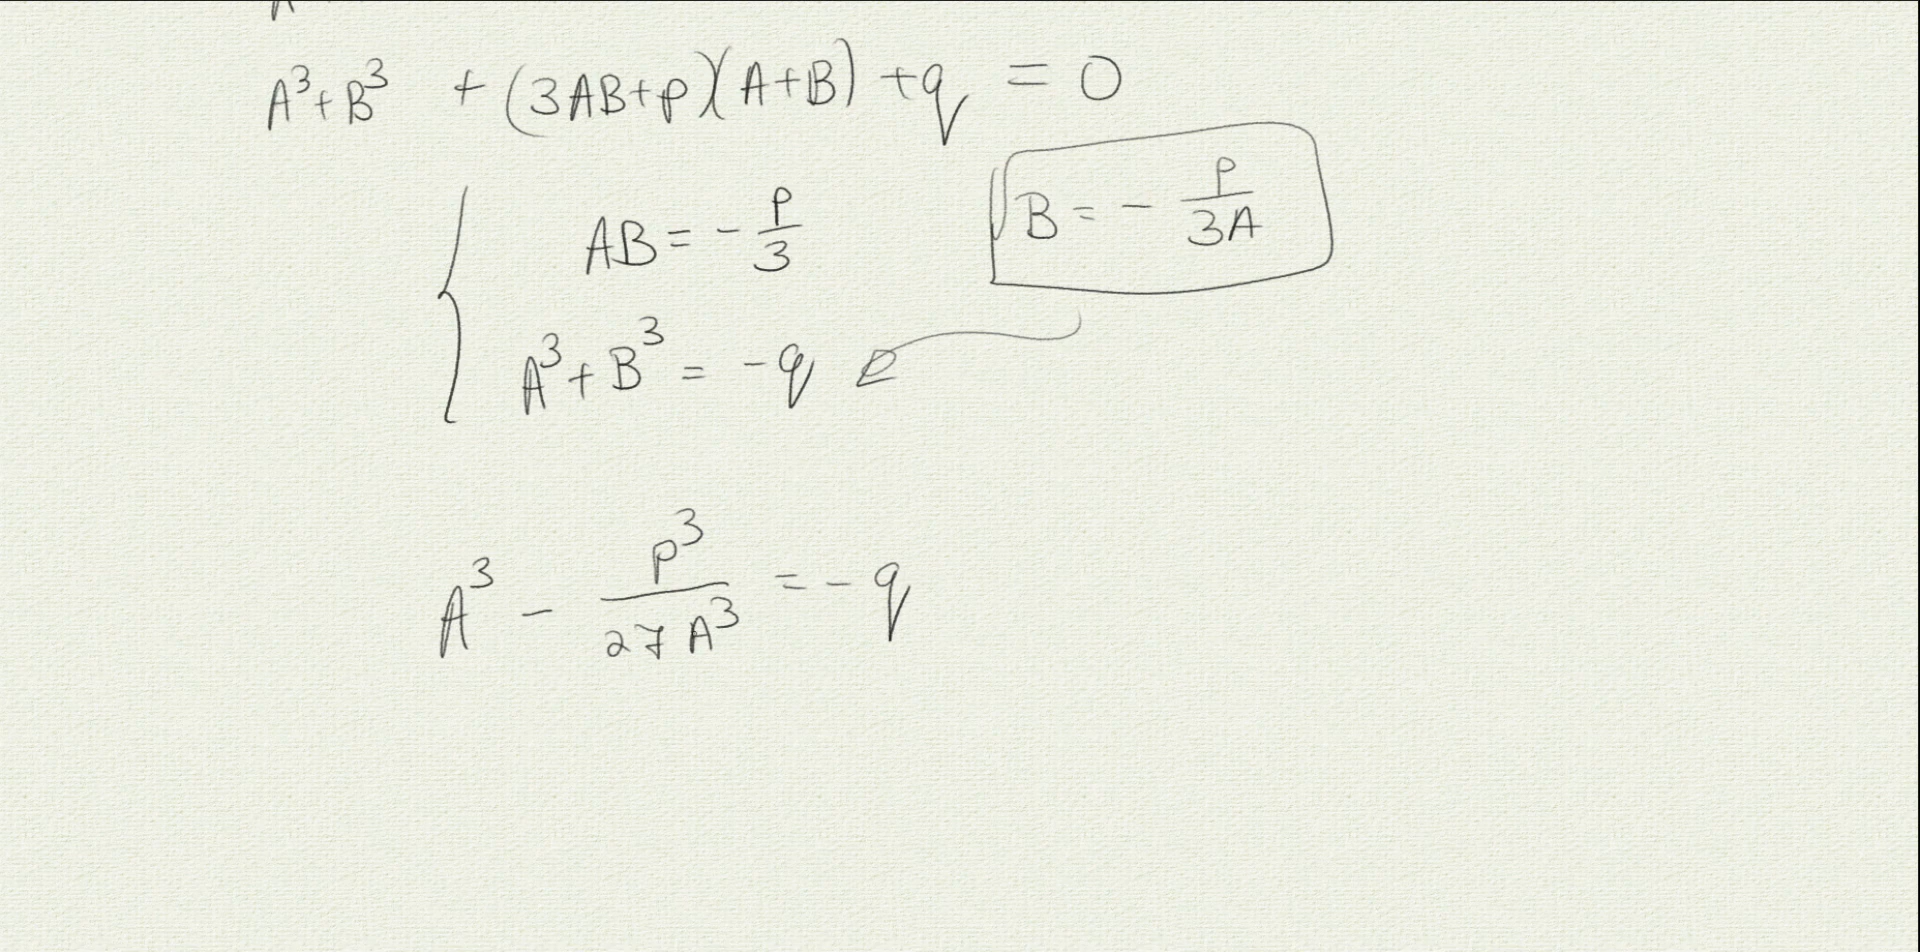 A³+B³ + (3AB+p)(A+B) +q = 0
AB = - p/3
B = - p/3A
A³+B³ = -q
A³ - p³/27A³ = -q